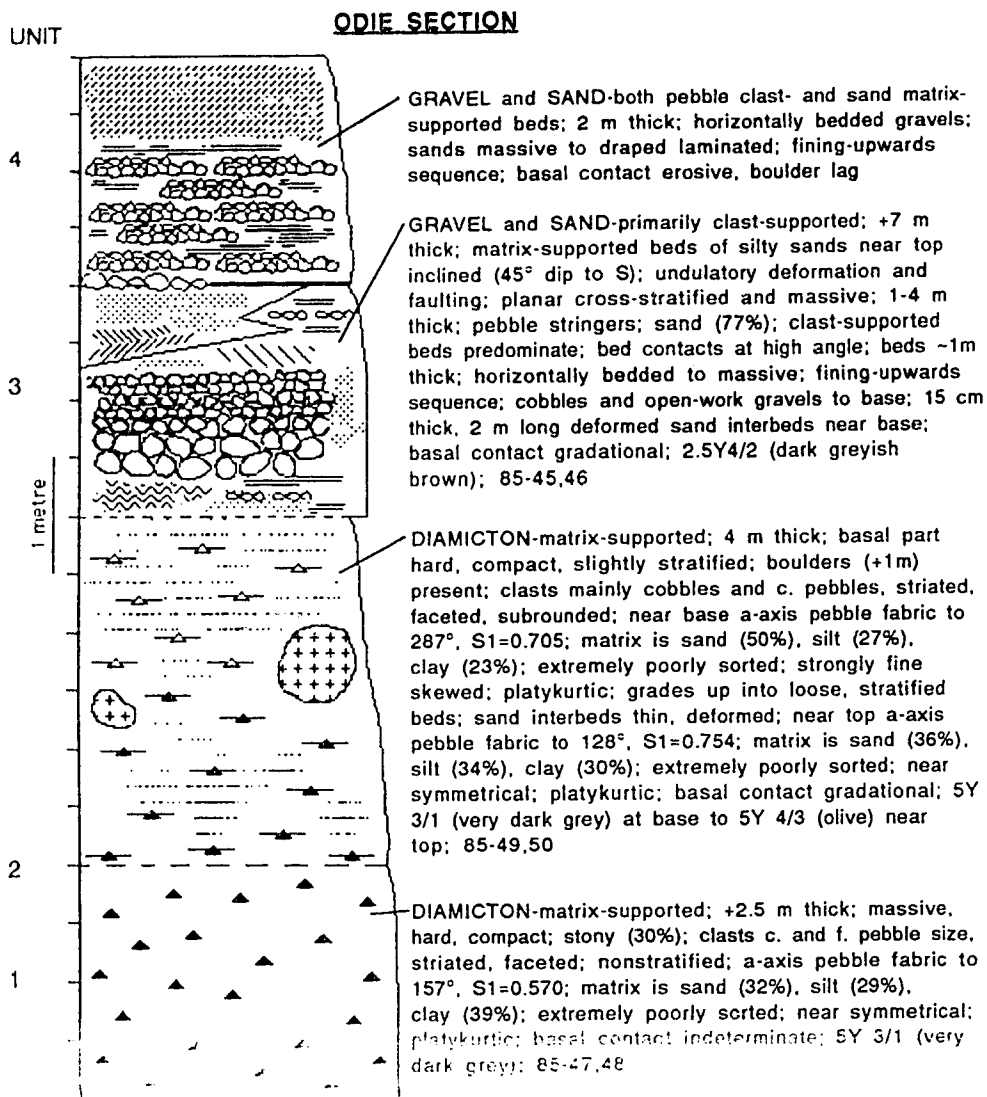 ODIE SECTION
UNIT
4
3
2
1
1 metre
GRAVEL and SAND-both pebble clast- and sand matrix-
supported beds; 2 m thick; horizontally bedded gravels;
sands massive to draped laminated; fining-upwards
sequence; basal contact erosive, boulder lag
GRAVEL and SAND-primarily clast-supported; +7 m
thick; matrix-supported beds of silty sands near top
inclined (45° dip to S); undulatory deformation and
faulting; planar cross-stratified and massive; 1-4 m
thick; pebble stringers; sand (77%); clast-supported
beds predominate; bed contacts at high angle; beds ~1m
thick; horizontally bedded to massive; fining-upwards
sequence; cobbles and open-work gravels to base; 15 cm
thick, 2 m long deformed sand interbeds near base;
basal contact gradational; 2.5Y4/2 (dark greyish
brown); 85-45,46
DIAMICTON-matrix-supported; 4 m thick; basal part
hard, compact, slightly stratified; boulders (+1m)
present; clasts mainly cobbles and c. pebbles, striated,
faceted, subrounded; near base a-axis pebble fabric to
287°, S1=0.705; matrix is sand (50%), silt (27%),
clay (23%); extremely poorly sorted; strongly fine
skewed; platykurtic; grades up into loose, stratified
beds; sand interbeds thin, deformed; near top a-axis
pebble fabric to 128°, S1=0.754; matrix is sand (36%),
silt (34%), clay (30%); extremely poorly sorted; near
symmetrical; platykurtic; basal contact gradational; 5Y
3/1 (very dark grey) at base to 5Y 4/3 (olive) near
top; 85-49,50
DIAMICTON-matrix-supported; +2.5 m thick; massive,
hard, compact; stony (30%); clasts c. and f. pebble size,
striated, faceted; nonstratified; a-axis pebble fabric to
157°, S1=0.570; matrix is sand (32%), silt (29%),
clay (39%); extremely poorly sorted; near symmetrical;
platykurtic; basal contact indeterminate; 5Y 3/1 (very
dark grey); 85-47,48